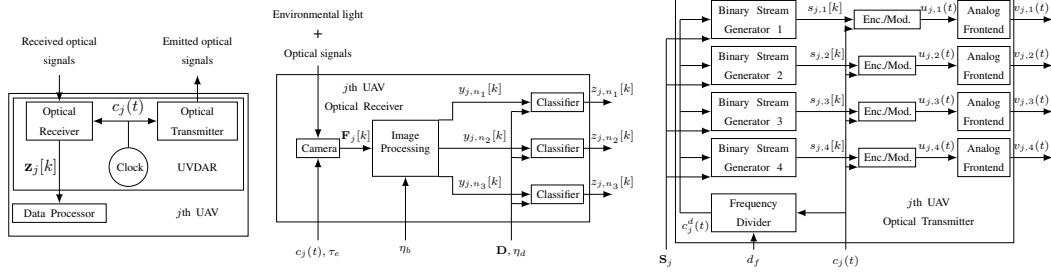 Received optical
signals
Emitted optical
signals
c_j(t)
Optical
Receiver
Optical
Transmitter
Clock
z_j[k]
UVDAR
Data Processor
jth UAV
Environmental light
+
Optical signals
jth UAV
Optical Receiver
Camera
F_j[k]
Image
Processing
y_{j,n_1}[k]
Classifier
z_{j,n_1}[k]
y_{j,n_2}[k]
Classifier
z_{j,n_2}[k]
y_{j,n_3}[k]
Classifier
z_{j,n_3}[k]
c_j(t), τ_e
η_b
D, η_d
Binary Stream
Generator 1
s_{j,1}[k]
Enc./Mod.
u_{j,1}(t)
Analog
Frontend
v_{j,1}(t)
Binary Stream
Generator 2
s_{j,2}[k]
Enc./Mod.
u_{j,2}(t)
Analog
Frontend
v_{j,2}(t)
Binary Stream
Generator 3
s_{j,3}[k]
Enc./Mod.
u_{j,3}(t)
Analog
Frontend
v_{j,3}(t)
Binary Stream
Generator 4
s_{j,4}[k]
Enc./Mod.
u_{j,4}(t)
Analog
Frontend
v_{j,4}(t)
c_j^d(t)
Frequency
Divider
jth UAV
Optical Transmitter
S_j
d_f
c_j(t)